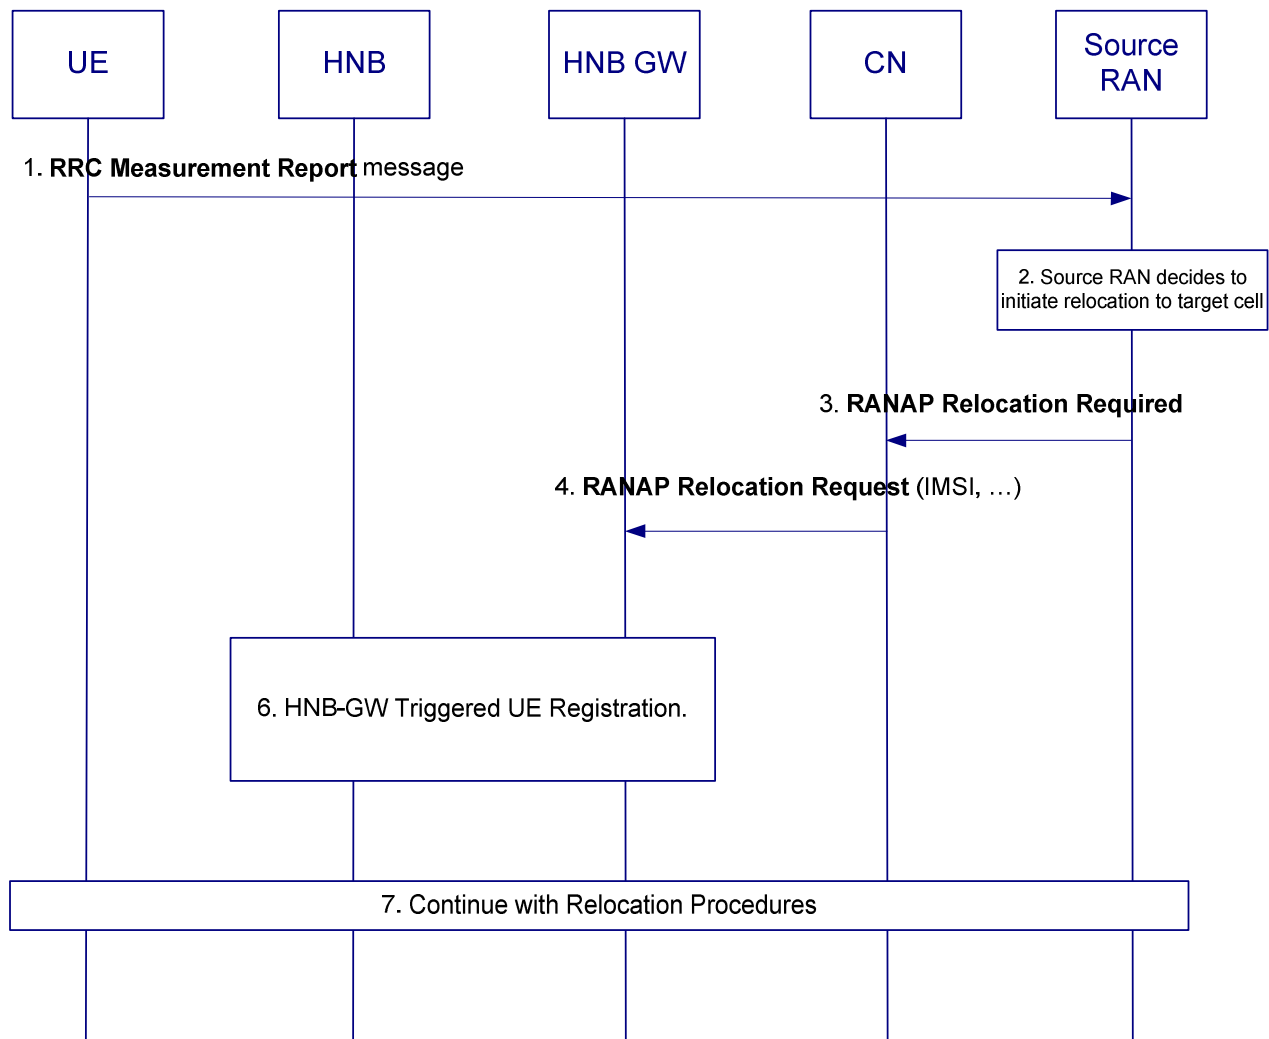 UE
HNB
HNB GW
CN
Source
RAN
1. RRC Measurement Report message
2. Source RAN decides to
initiate relocation to target cell
3. RANAP Relocation Required
4. RANAP Relocation Request (IMSI, …)
6. HNB-GW Triggered UE Registration.
7. Continue with Relocation Procedures